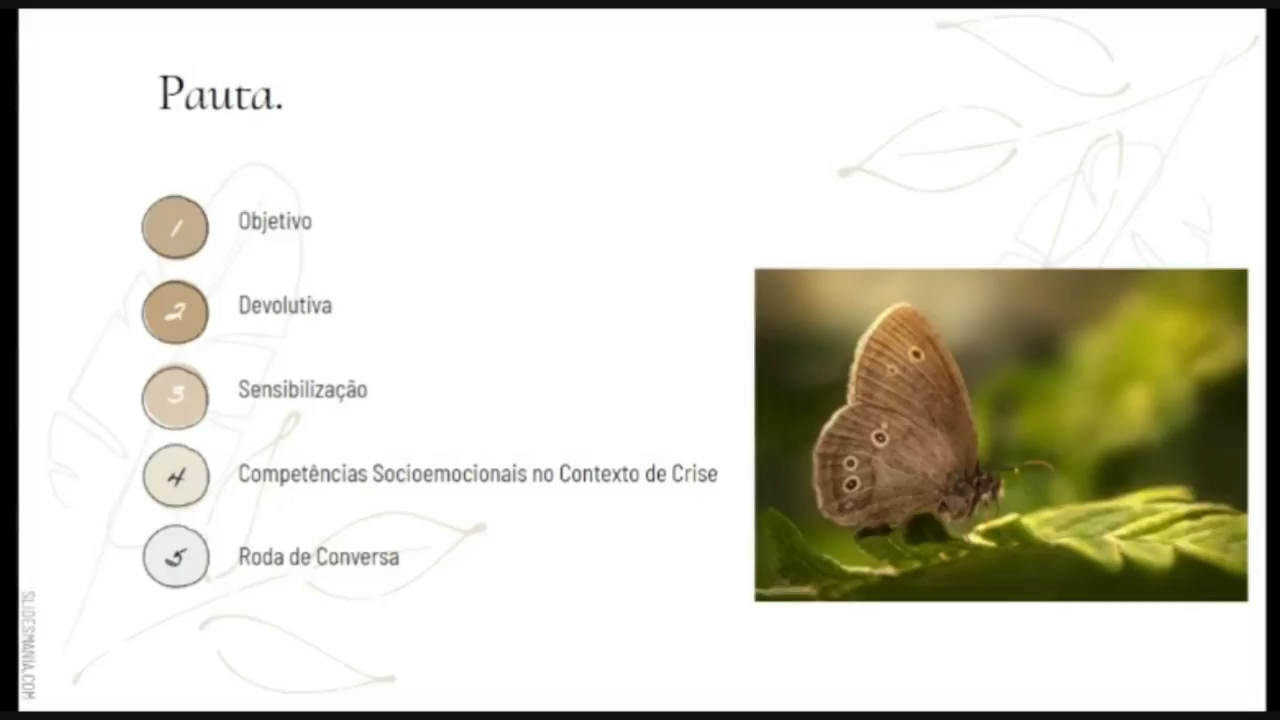 Pauta.
1 Objetivo
2 Devolutiva
3 Sensibilização
4 Competências Socioemocionais no Contexto de Crise
5 Roda de Conversa
SLIDESMANIA.COM